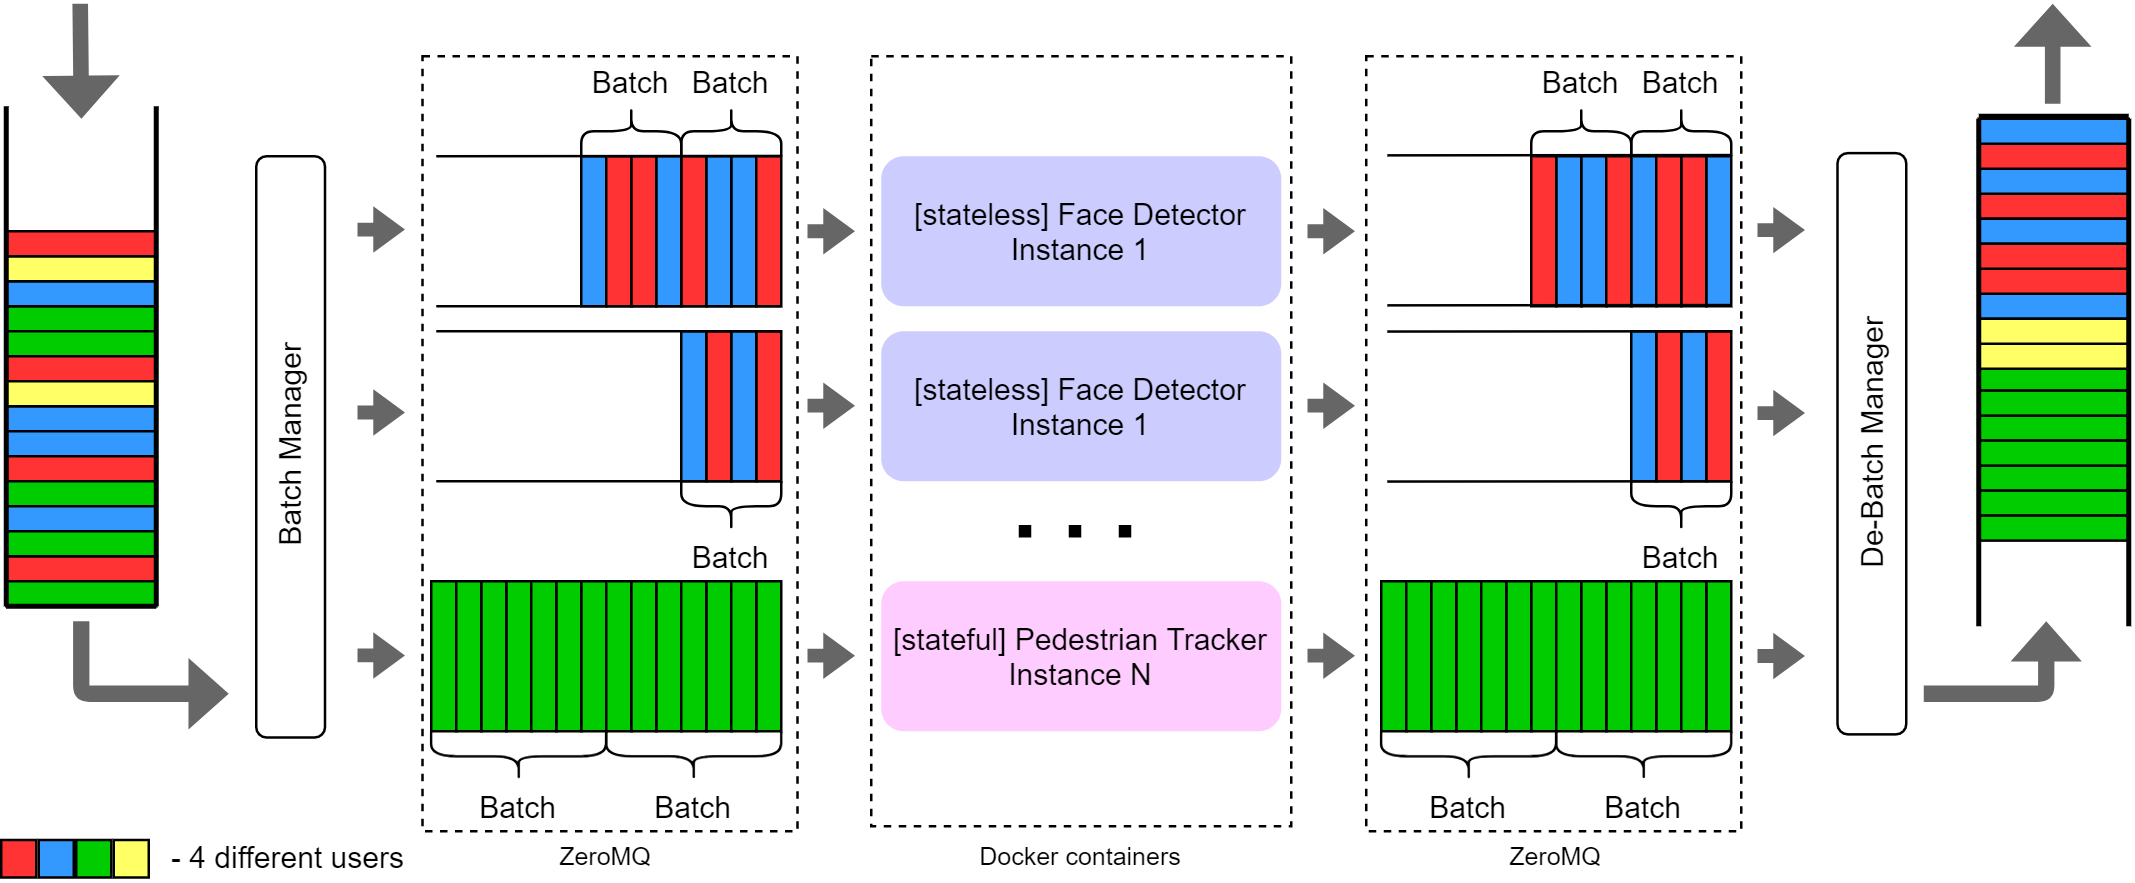 Batch Batch
Batch Manager
[stateless] Face Detector
Instance 1
[stateless] Face Detector
Instance 1
Batch
[stateful] Pedestrian Tracker
Instance N
Batch Batch
Batch Batch
Batch
Batch Batch
De-Batch Manager
- 4 different users
ZeroMQ
Docker containers
ZeroMQ